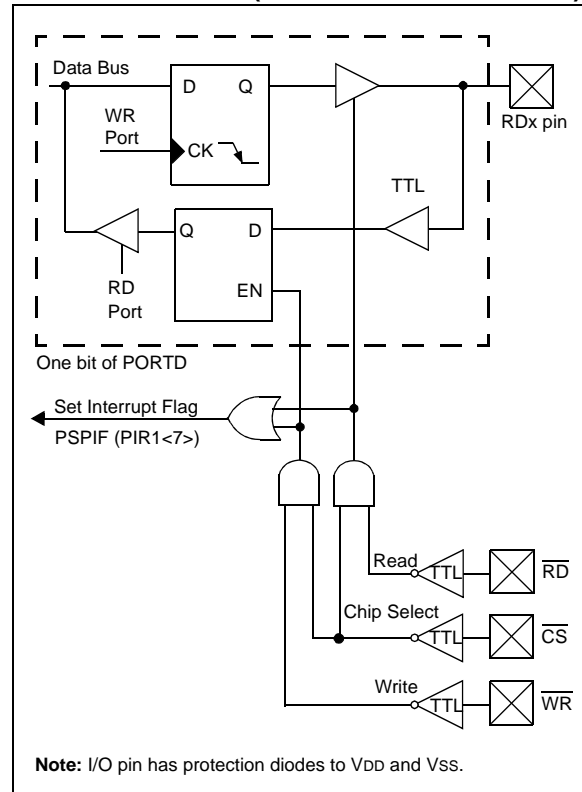 Data Bus
D Q
WR
Port
CK
RDx pin
TTL
Q D
EN
RD
Port
One bit of PORTD
Set Interrupt Flag
PSPIF (PIR1<7>)
Read
TTL
RD
Chip Select
TTL
CS
Write
TTL
WR
Note: I/O pin has protection diodes to VDD and VSS.